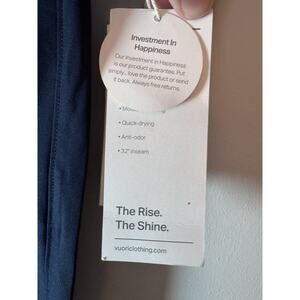 Investment In
Happiness
Our Investment in Happiness
is our product guarantee. Put
simply... love the product or send
it back. Always free returns.
• Quick-drying
• Anti-odor
• 32" inseam
The Rise.
The Shine.
vuoriclothing.com